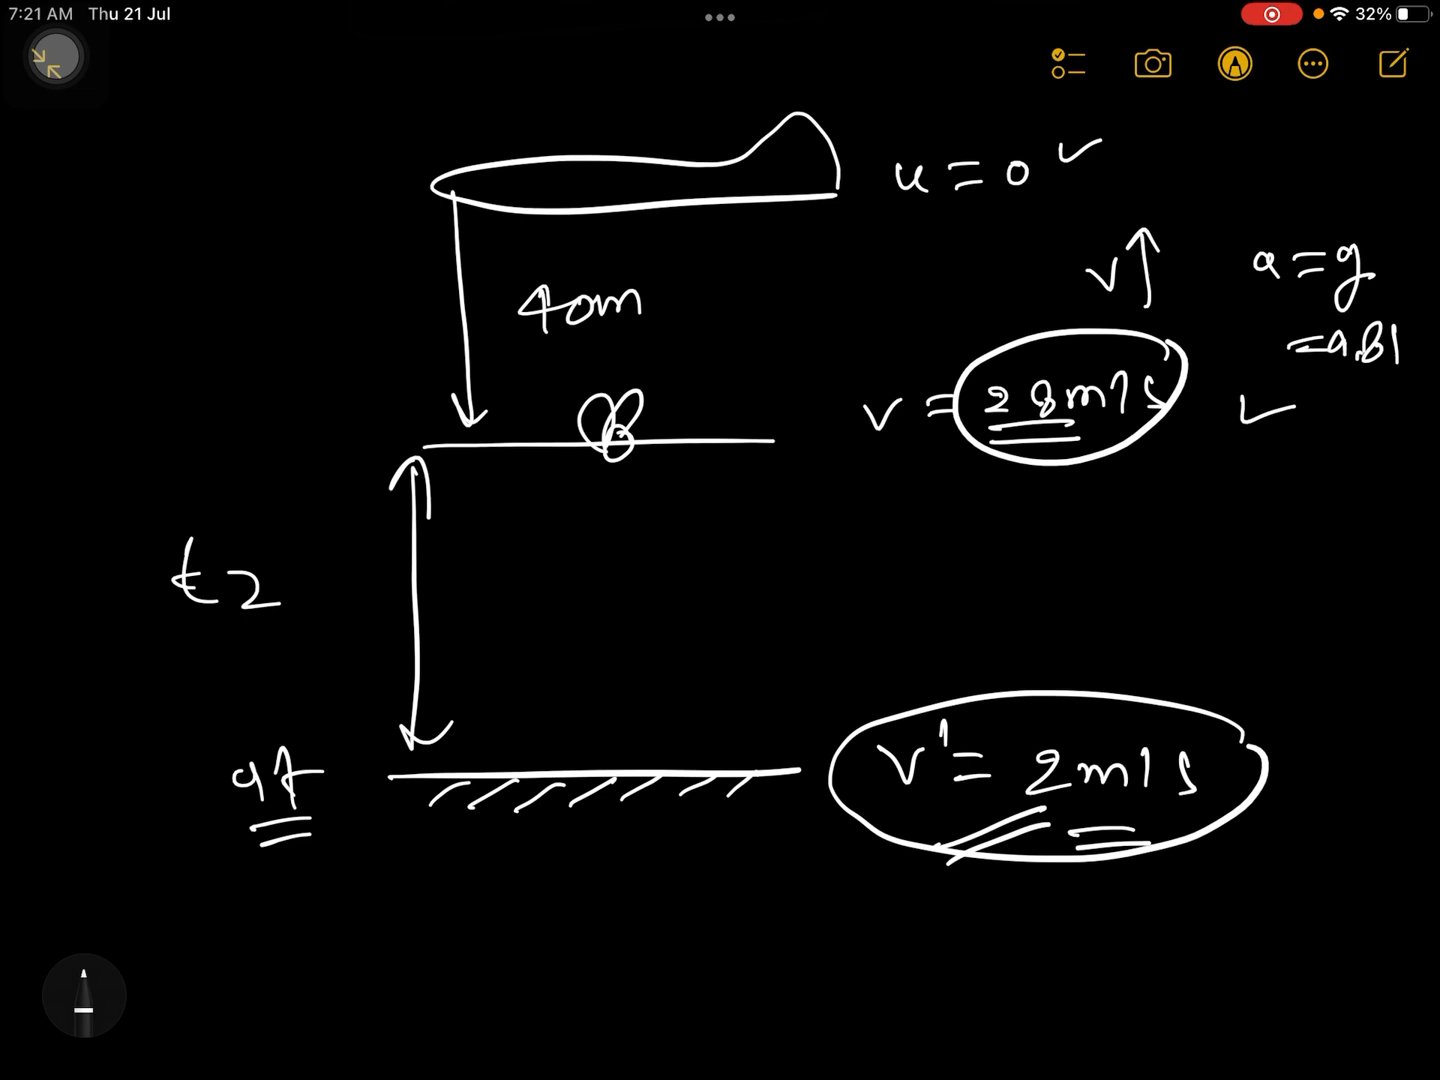 7:21 AM Thu 21 Jul
32%
u = 0 ✓
40m
v ↑
a = g
= 9.81
v = 28m/s ✓
t2
v' = 2m/s